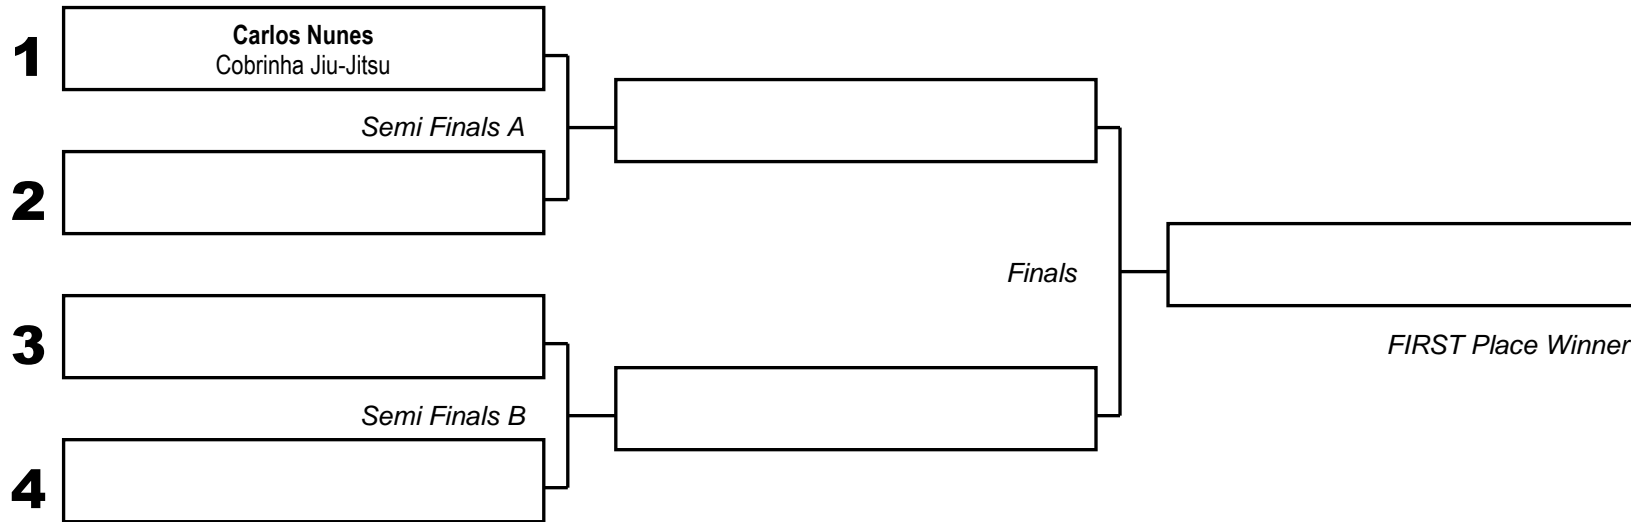 1
Carlos Nunes
Cobrinha Jiu-Jitsu
Semi Finals A
2
Finals
3
FIRST Place Winner
Semi Finals B
4